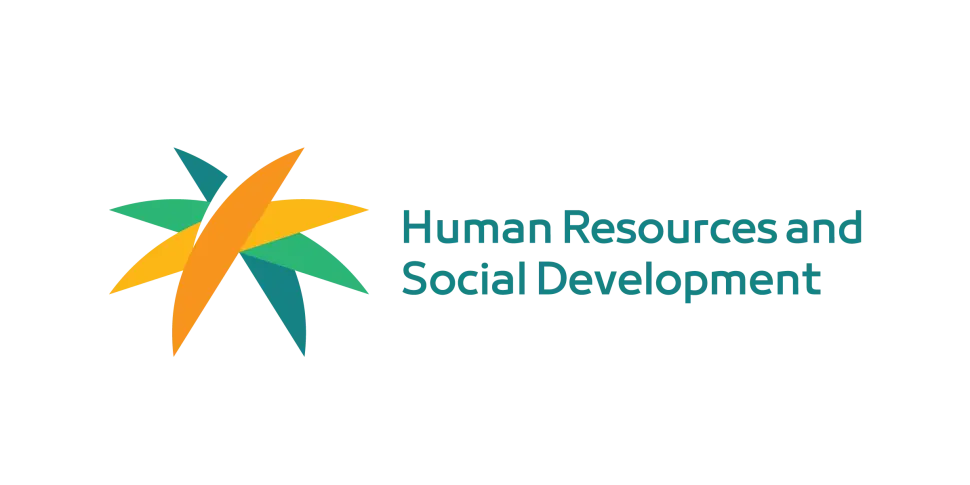 Human Resources and
Social Development